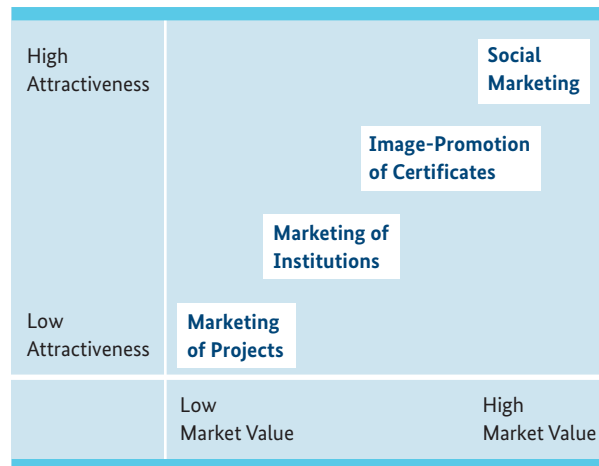 High
Attractiveness
Social
Marketing
Image-Promotion
of Certificates
Marketing of
Institutions
Low
Attractiveness
Marketing
of Projects
Low
Market Value
High
Market Value